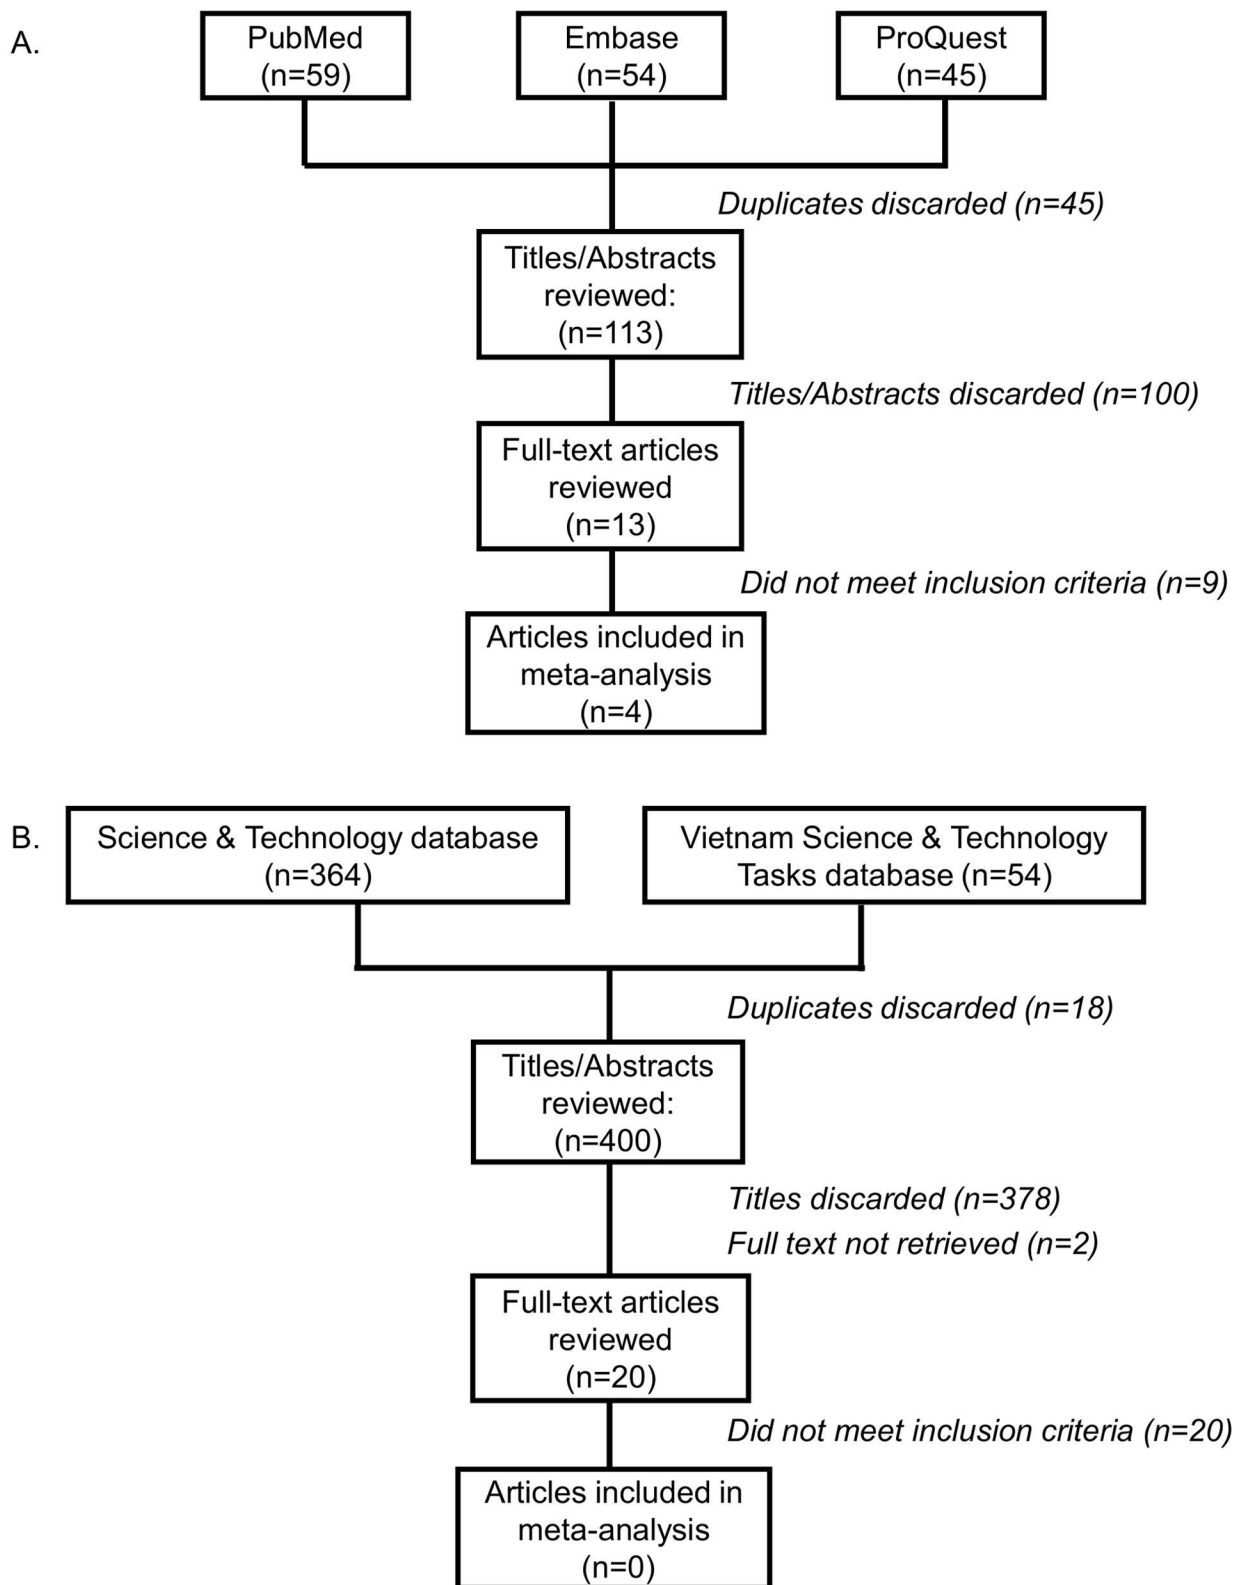 A.
PubMed
(n=59)
Embase
(n=54)
ProQuest
(n=45)
Duplicates discarded (n=45)
Titles/Abstracts
reviewed:
(n=113)
Titles/Abstracts discarded (n=100)
Full-text articles
reviewed
(n=13)
Did not meet inclusion criteria (n=9)
Articles included in
meta-analysis
(n=4)
B.
Science & Technology database
(n=364)
Vietnam Science & Technology
Tasks database (n=54)
Duplicates discarded (n=18)
Titles/Abstracts
reviewed:
(n=400)
Titles discarded (n=378)
Full text not retrieved (n=2)
Full-text articles
reviewed
(n=20)
Did not meet inclusion criteria (n=20)
Articles included in
meta-analysis
(n=0)